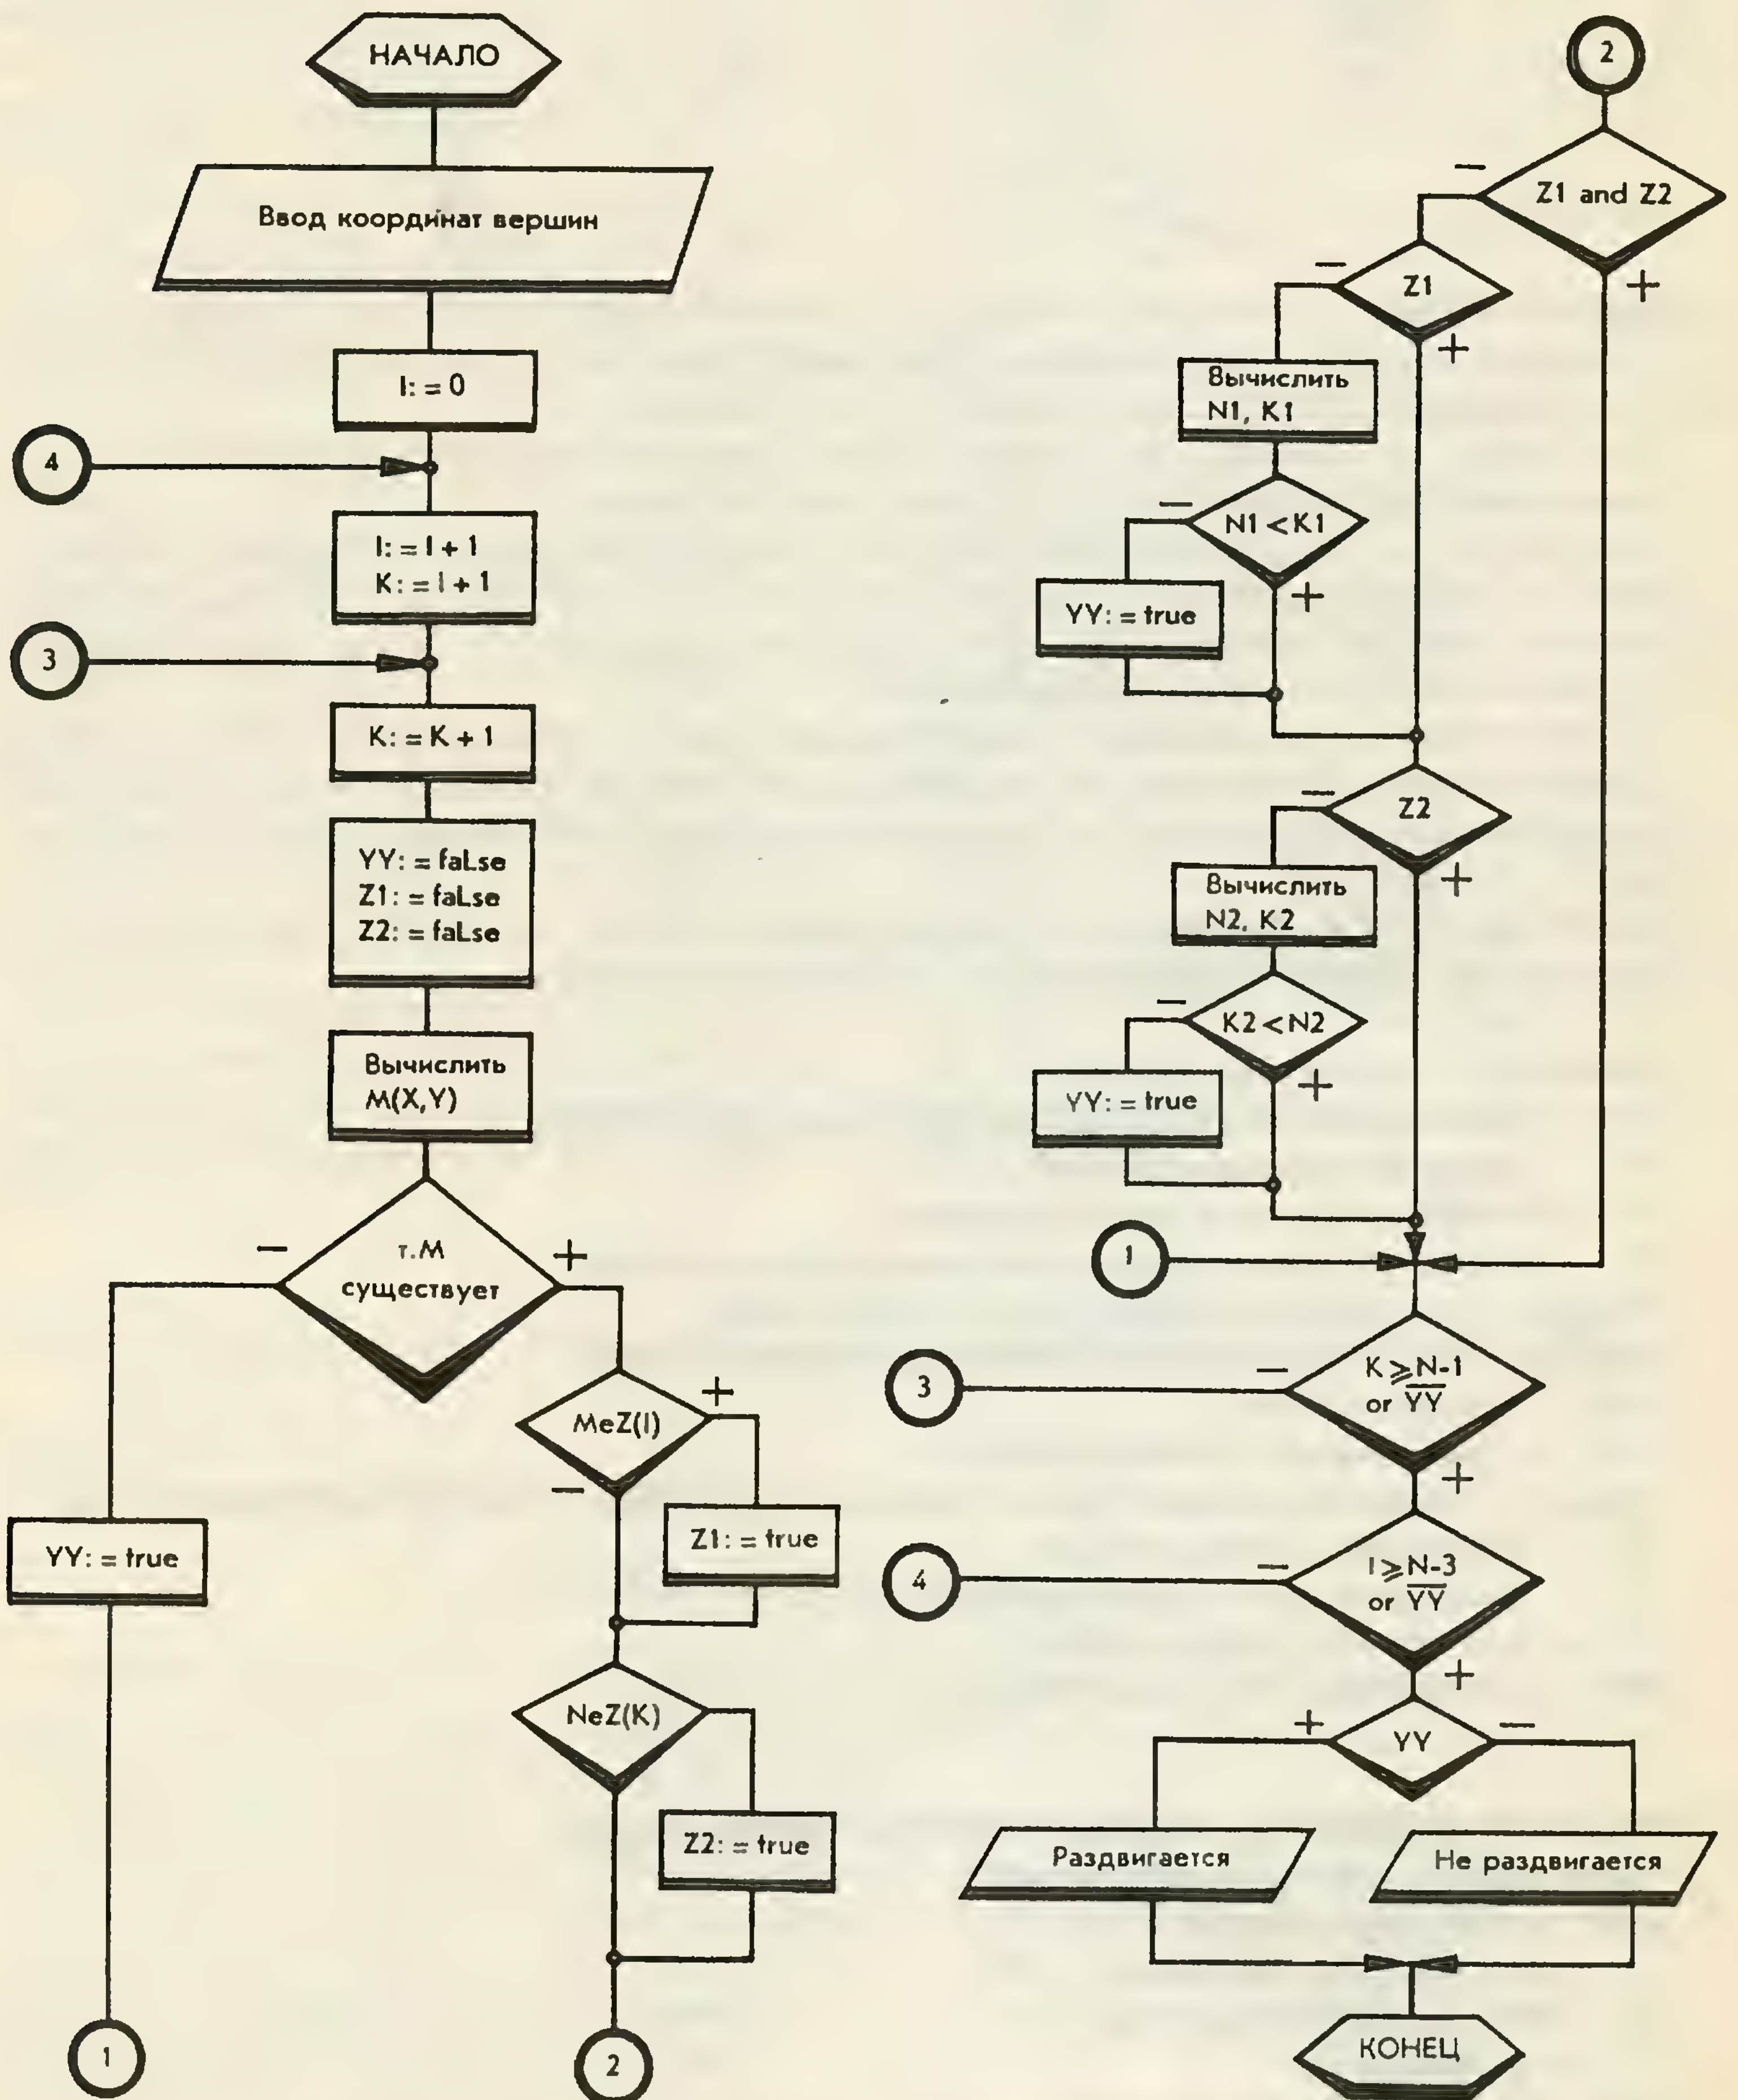 НАЧАЛО
Ввод координат вершин
I: = 0
4
I: = I + 1
K: = I + 1
3
K: = K + 1
YY: = faLse
Z1: = faLse
Z2: = faLse
Вычислить
M(X,Y)
−
т.М
существует
+
MeZ(I)
+
−
Z1: = true
YY: = true
NeZ(K)
Z2: = true
1
2
2
−
Z1 and Z2
+
−
Z1
+
Вычислить
N1, K1
−
N1 < K1
+
YY: = true
−
Z2
+
Вычислить
N2, K2
−
K2 < N2
+
YY: = true
1
3
−
K ⩾ N-1
or Y̅Y̅
+
4
−
I ⩾ N-3
or Y̅Y̅
+
+
YY
−
Раздвигается
Не раздвигается
КОНЕЦ